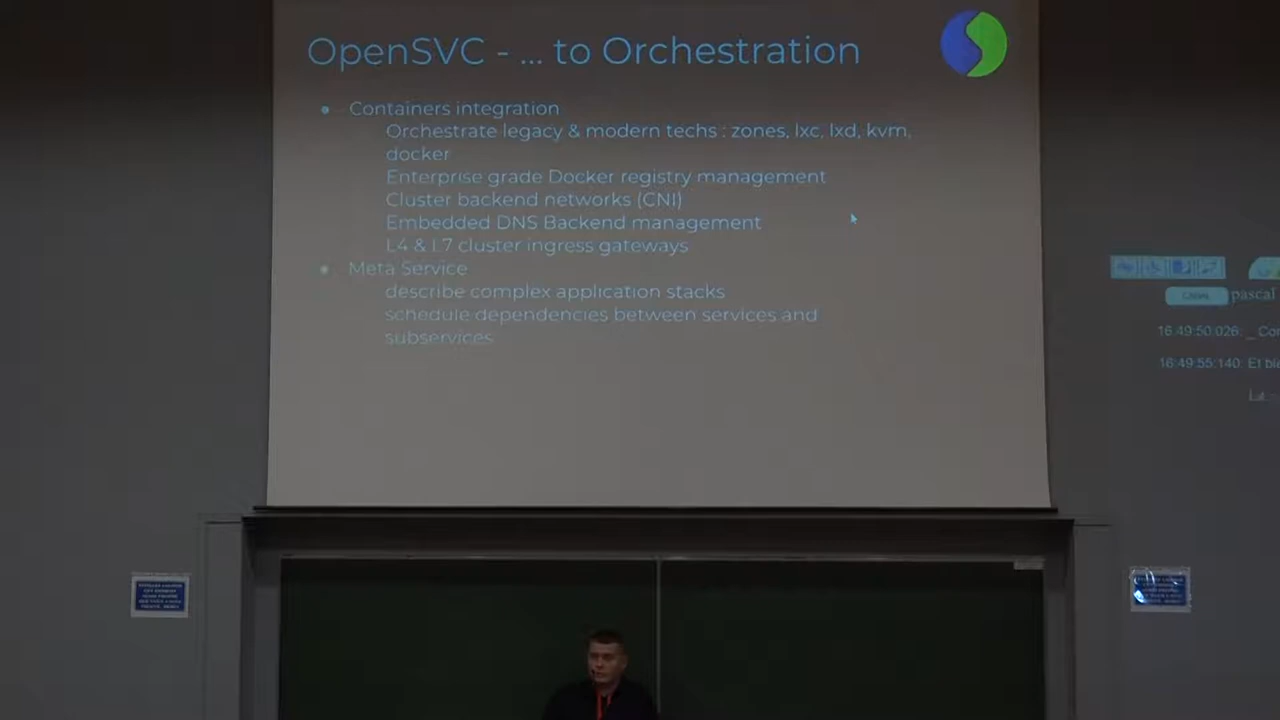 OpenSVC - ... to Orchestration
Containers integration
Orchestrate legacy & modern techs : zones, lxc, lxd, kvm,
docker
Enterprise grade Docker registry management
Cluster backend networks (CNI)
Embedded DNS Backend management
L4 & L7 cluster ingress gateways
Meta Service
describe complex application stacks
schedule dependencies between services and
subservices
pascal
16:49:50:026:
16:49:55:140: Et